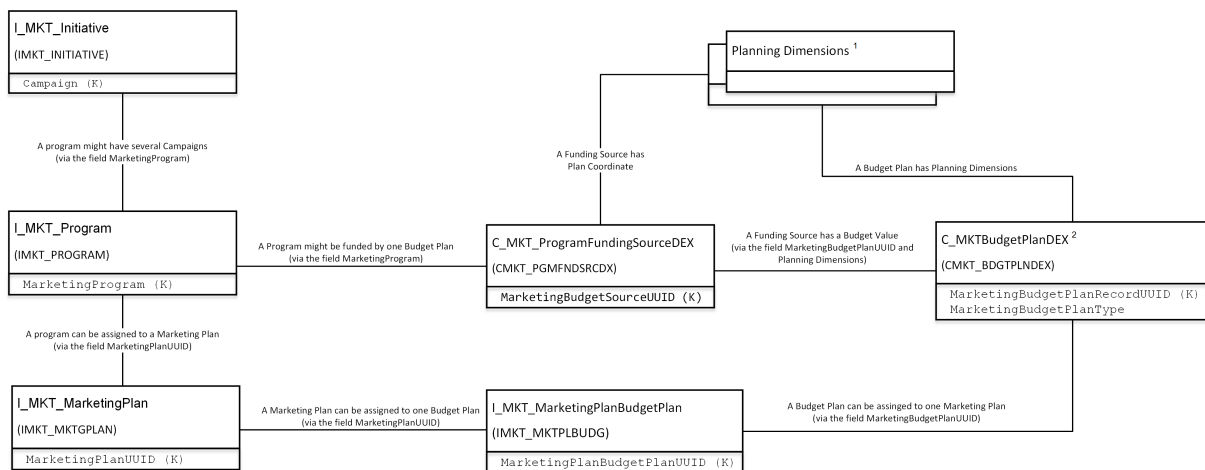 I_MKT_Initiative
(IMKT_INITIATIVE)
Campaign (K)
Planning Dimensions 1
A program might have several Campaigns
(via the field MarketingProgram)
A Funding Source has
Plan Coordinate
A Budget Plan has Planning Dimensions
I_MKT_Program
(IMKT_PROGRAM)
MarketingProgram (K)
A Program might be funded by one Budget Plan
(via the field MarketingProgram)
C_MKT_ProgramFundingSourceDEX
(CMKT_PGMFNDSRCDX)
MarketingBudgetSourceUUID (K)
A Funding Source has a Budget Value
(via the field MarketingBudgetPlanUUID and
Planning Dimensions)
C_MKTBudgetPlanDEX 2
(CMKT_BDGTPLNDEX)
MarketingBudgetPlanRecordUUID (K)
MarketingBudgetPlanType
A program can be assigned to a Marketing Plan
(via the field MarketingPlanUUID)
I_MKT_MarketingPlan
(IMKT_MKTGPLAN)
MarketingPlanUUID (K)
A Marketing Plan can be assigned to one Budget Plan
(via the field MarketingPlanUUID)
I_MKT_MarketingPlanBudgetPlan
(IMKT_MKTPLBUDG)
MarketingPlanBudgetPlanUUID (K)
A Budget Plan can be assinged to one Marketing Plan
(via the field MarketingBudgetPlanUUID)